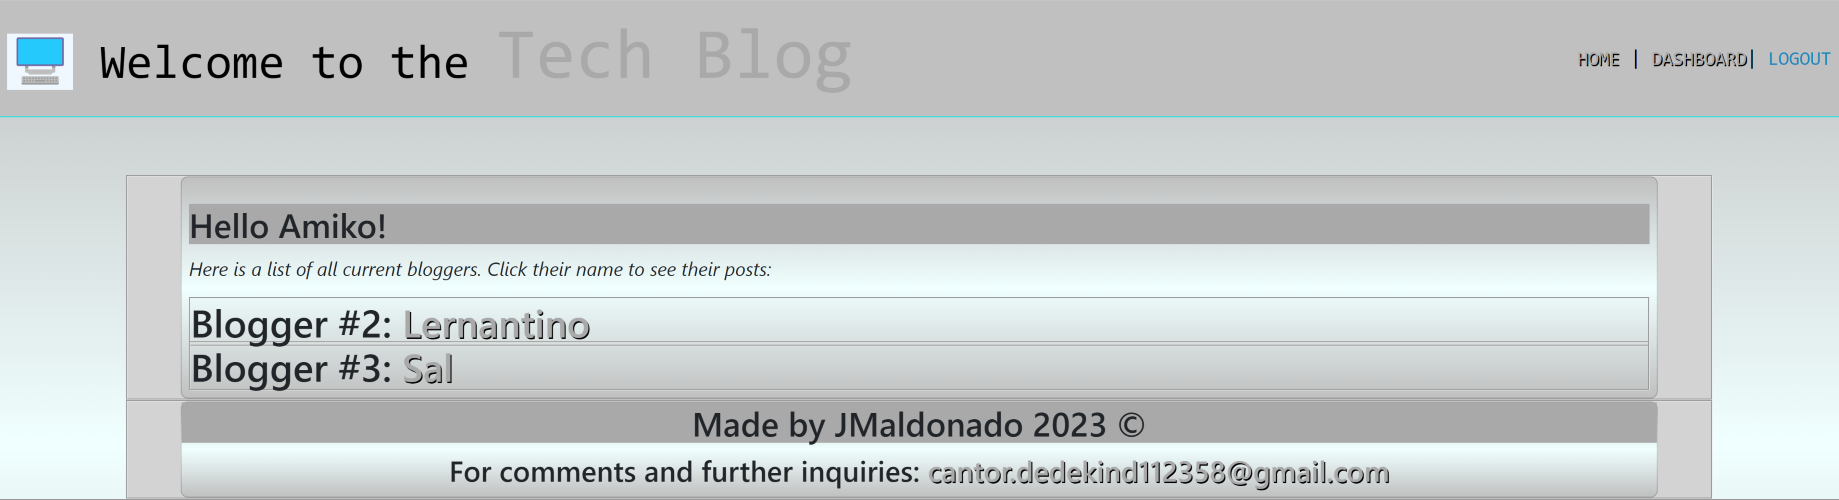 Welcome to the Tech Blog
HOME | DASHBOARD| LOGOUT
Hello Amiko!
Here is a list of all current bloggers. Click their name to see their posts:
Blogger #2: Lernantino
Blogger #3: Sal
Made by JMaldonado 2023 ©
For comments and further inquiries: cantor.dedekind112358@gmail.com